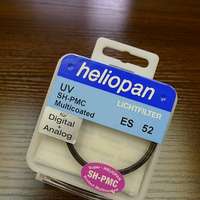 heliopan
UV
SH-PMC
Multicoated
LICHTFILTER
for
Digital
+
Analog
ES 52
SH-PMC